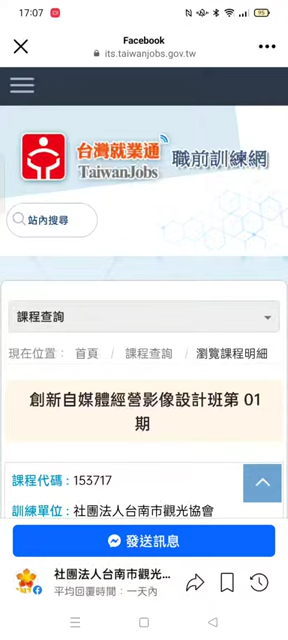 17:07
95
Facebook
its.taiwanjobs.gov.tw
台灣就業通
TaiwanJobs
職前訓練網
站內搜尋
課程查詢
現在位置： 首頁 / 課程查詢 / 瀏覽課程明細
創新自媒體經營影像設計班第 01
期
課程代碼：153717
訓練單位：社團法人台南市觀光協會
發送訊息
社團法人台南市觀光...
平均回覆時間：一天內